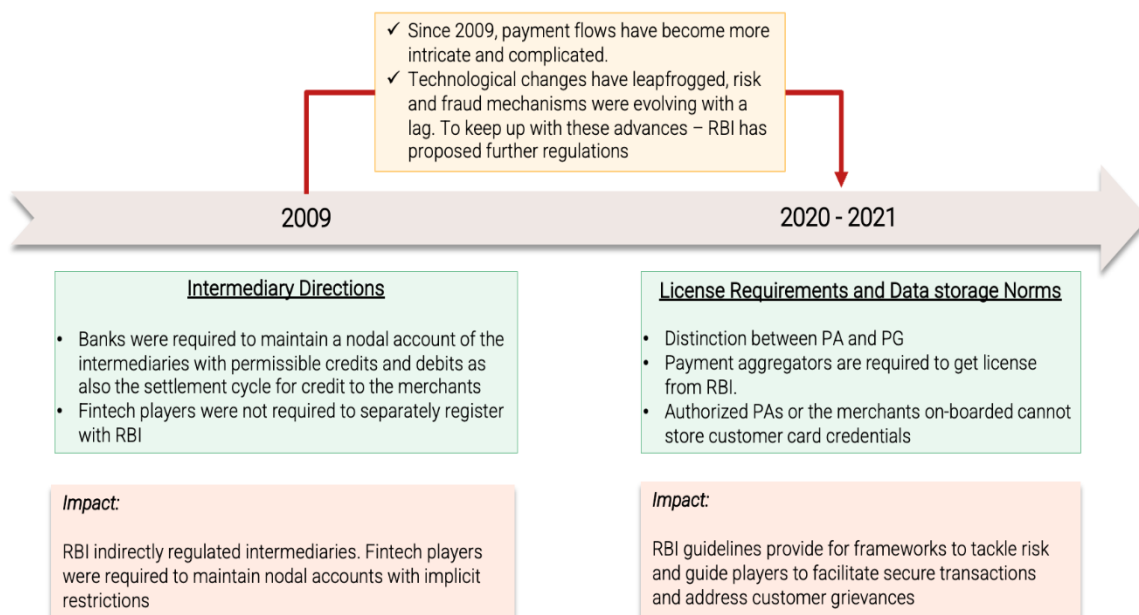 ✓ Since 2009, payment flows have become more
intricate and complicated.
✓ Technological changes have leapfrogged, risk
and fraud mechanisms were evolving with a
lag. To keep up with these advances – RBI has
proposed further regulations
2009
2020 - 2021
Intermediary Directions
• Banks were required to maintain a nodal account of the
intermediaries with permissible credits and debits as
also the settlement cycle for credit to the merchants
• Fintech players were not required to separately register
with RBI
License Requirements and Data storage Norms
• Distinction between PA and PG
• Payment aggregators are required to get license
from RBI.
• Authorized PAs or the merchants on-boarded cannot
store customer card credentials
Impact:
RBI indirectly regulated intermediaries. Fintech players
were required to maintain nodal accounts with implicit
restrictions
Impact:
RBI guidelines provide for frameworks to tackle risk
and guide players to facilitate secure transactions
and address customer grievances